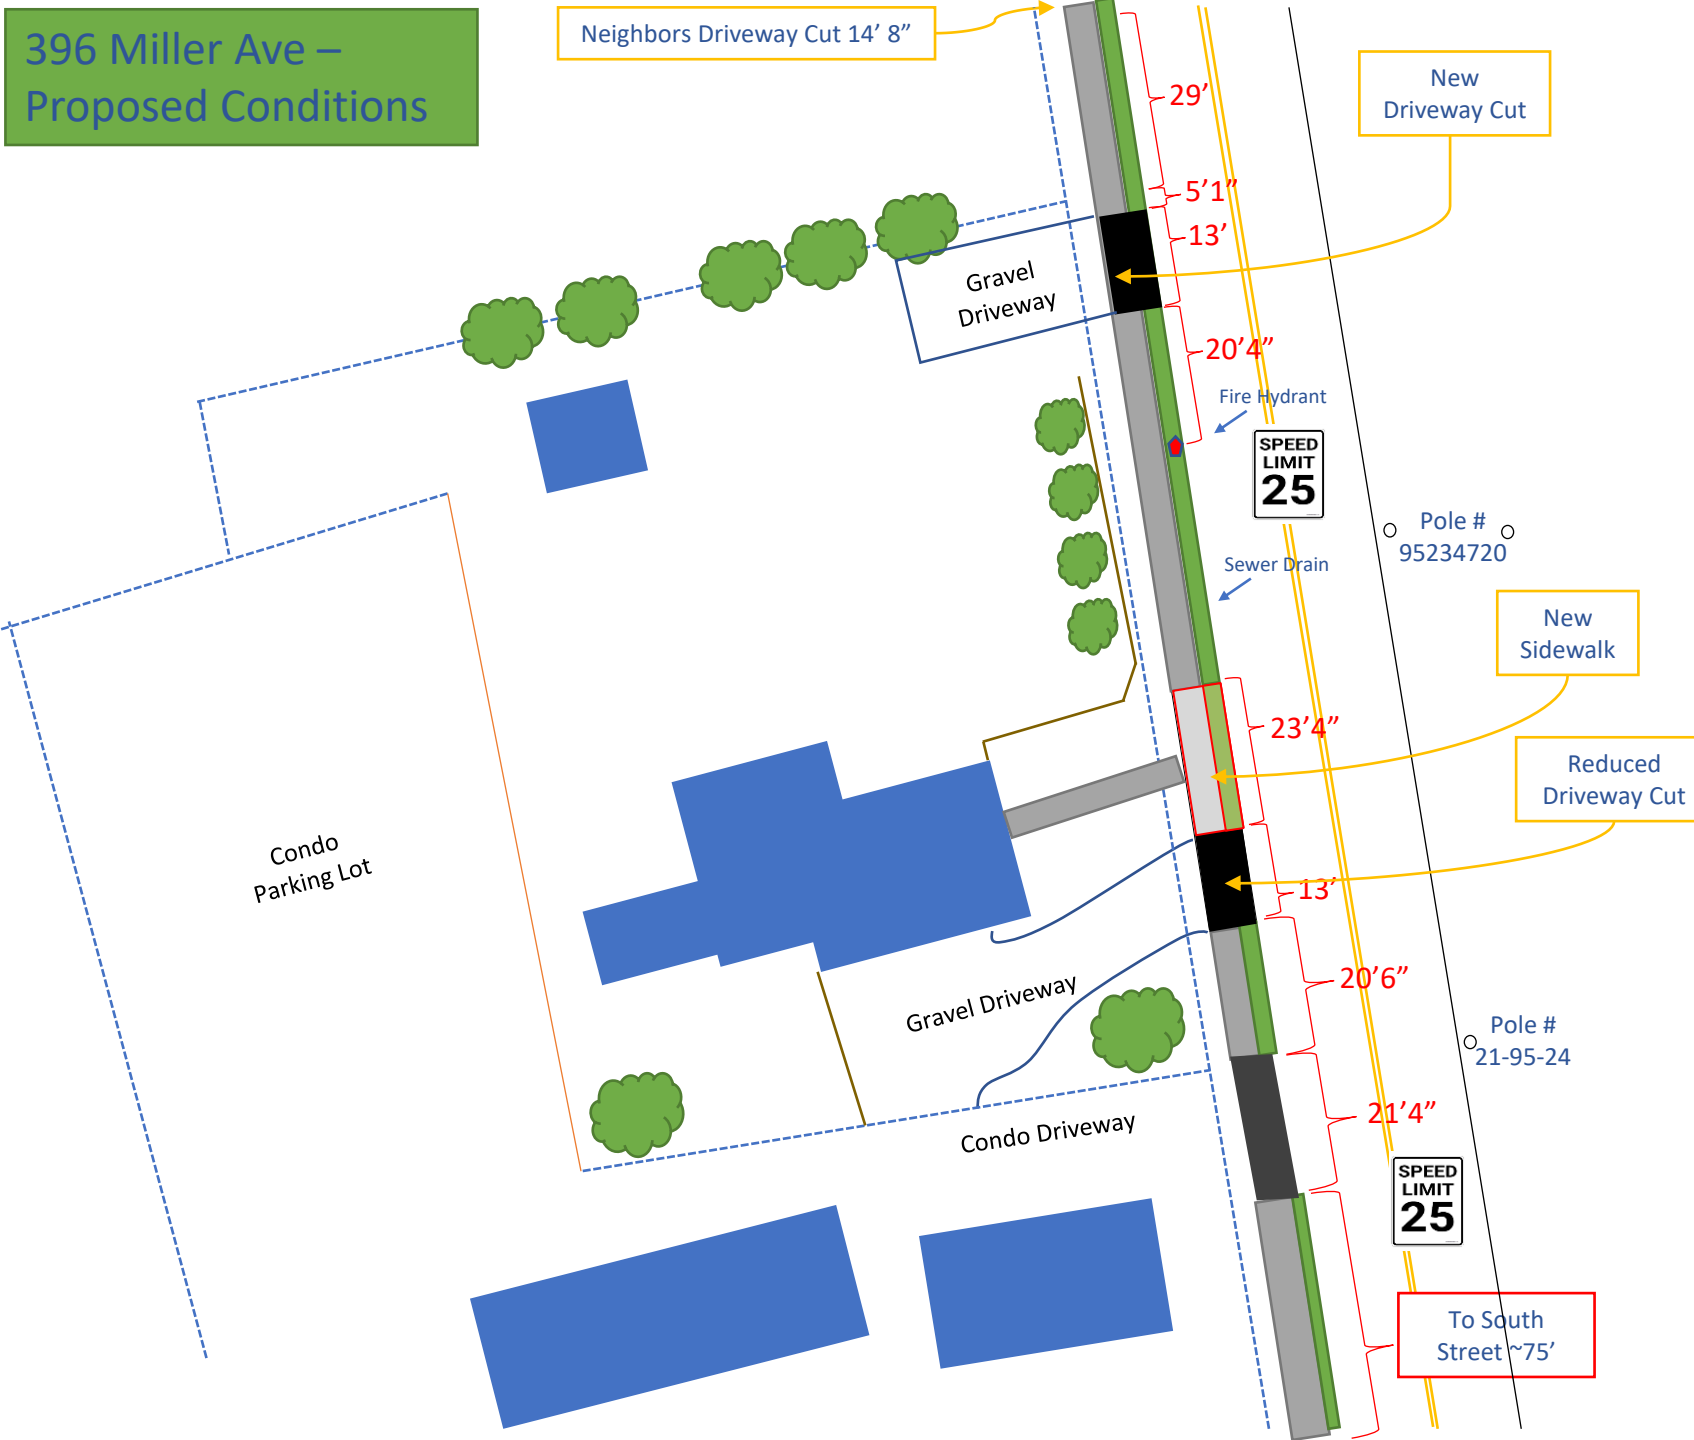 396 Miller Ave –
Proposed Conditions
Neighbors Driveway Cut 14’ 8”
New
Driveway Cut
29’
5’1”
13’
20’4”
Gravel
Driveway
Fire Hydrant
SPEED
LIMIT
25
Pole #
95234720
Sewer Drain
New
Sidewalk
23’4”
Reduced
Driveway Cut
13’
Condo
Parking Lot
Gravel Driveway
20’6”
Pole #
21-95-24
21’4”
Condo Driveway
SPEED
LIMIT
25
To South
Street ~75’